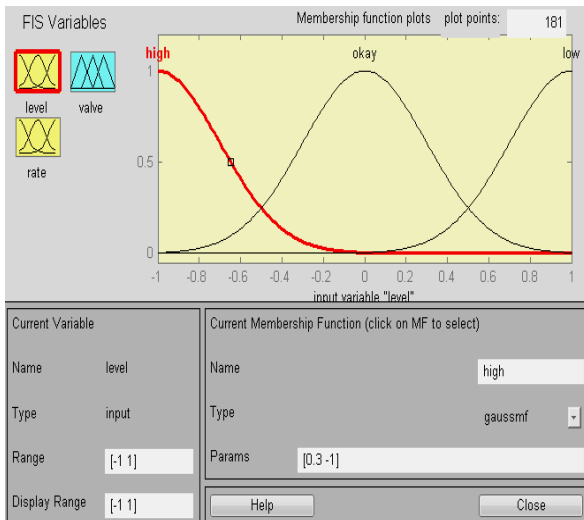 FIS Variables
Membership function plots plot points: 181
high okay low
level valve
rate
1
0.5
0
-1 -0.8 -0.6 -0.4 -0.2 0 0.2 0.4 0.6 0.8 1
input variable "level"
Current Variable
Name level
Type input
Range [-1 1]
Display Range [-1 1]
Current Membership Function (click on MF to select)
Name high
Type gaussmf
Params [0.3 -1]
Help Close